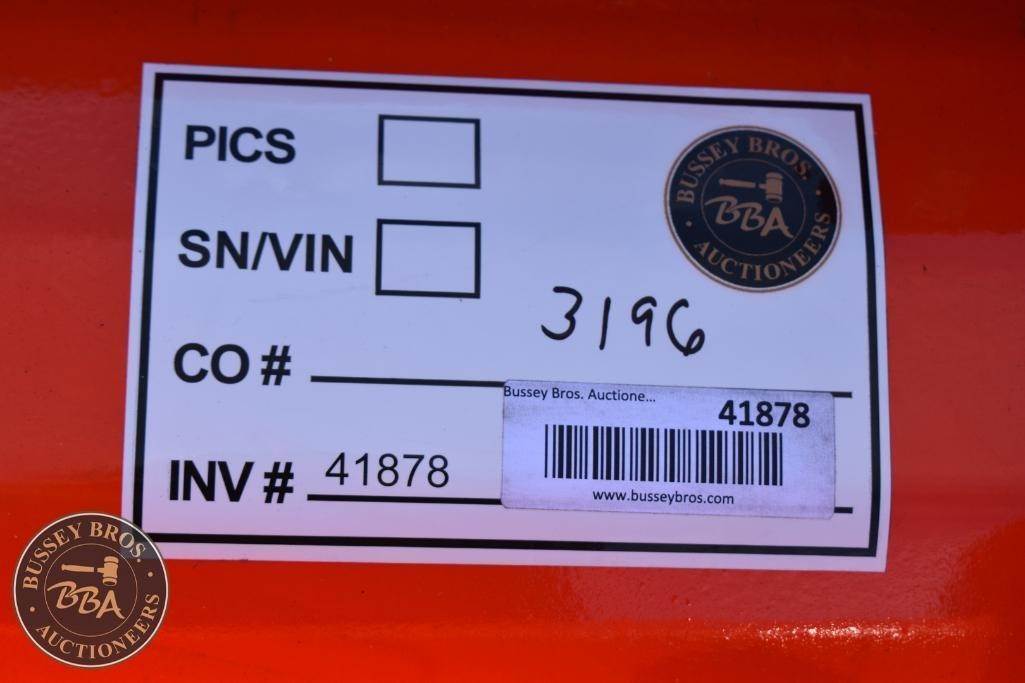 PICS
BUSSEY BROS.
BBA
AUCTIONEERS
SN/VIN
3196
CO #
Bussey Bros. Auctione...
41878
INV # 41878
www.busseybros.com
BUSSEY BROS.
BBA
AUCTIONEERS